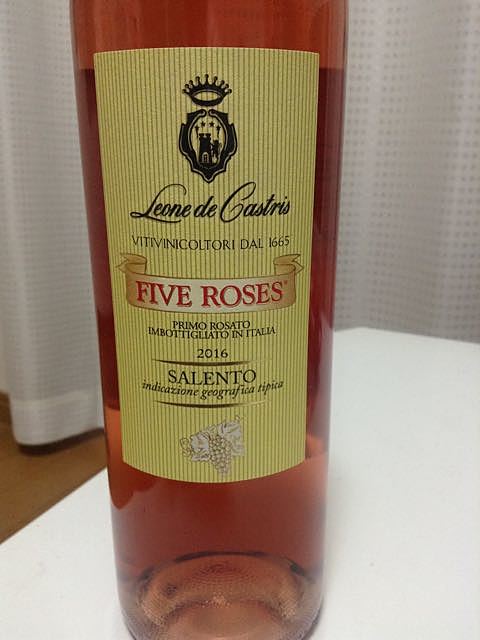 Leone de Castris
VITIVINICOLTORI DAL 1665
FIVE ROSES®
PRIMO ROSATO
IMBOTTIGLIATO IN ITALIA
2016
SALENTO
indicazione geografica tipica